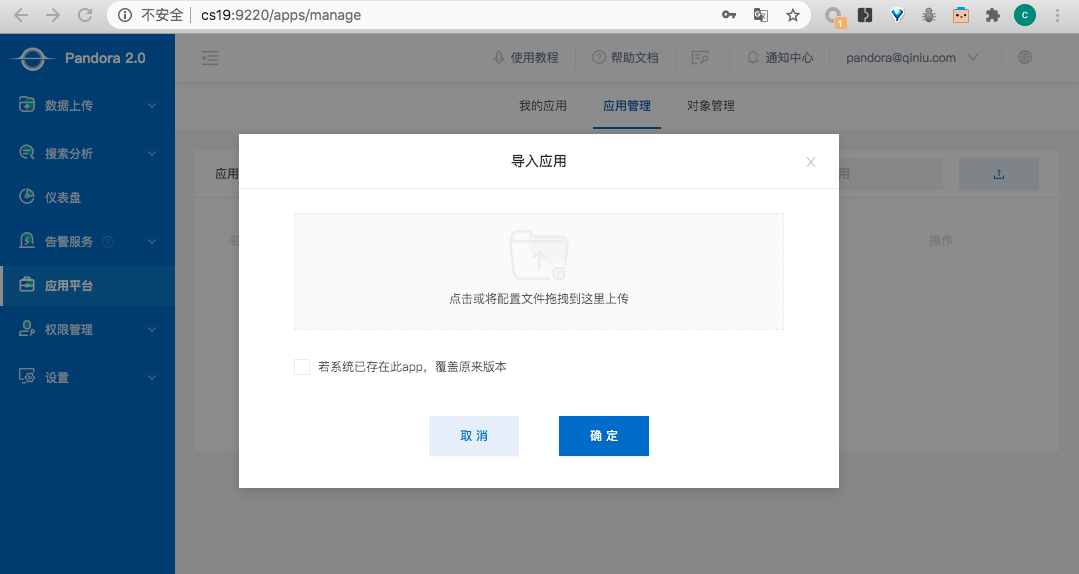 不安全 cs19:9220/apps/manage
1
C
Pandora 2.0
使用教程
帮助文档
通知中心
pandora@qiniu.com
数据上传
搜索分析
仪表盘
告警服务
应用平台
权限管理
设置
我的应用
应用管理
对象管理
应用
用
名
操作
导入应用
点击或将配置文件拖拽到这里上传
若系统已存在此app，覆盖原来版本
取 消
确 定